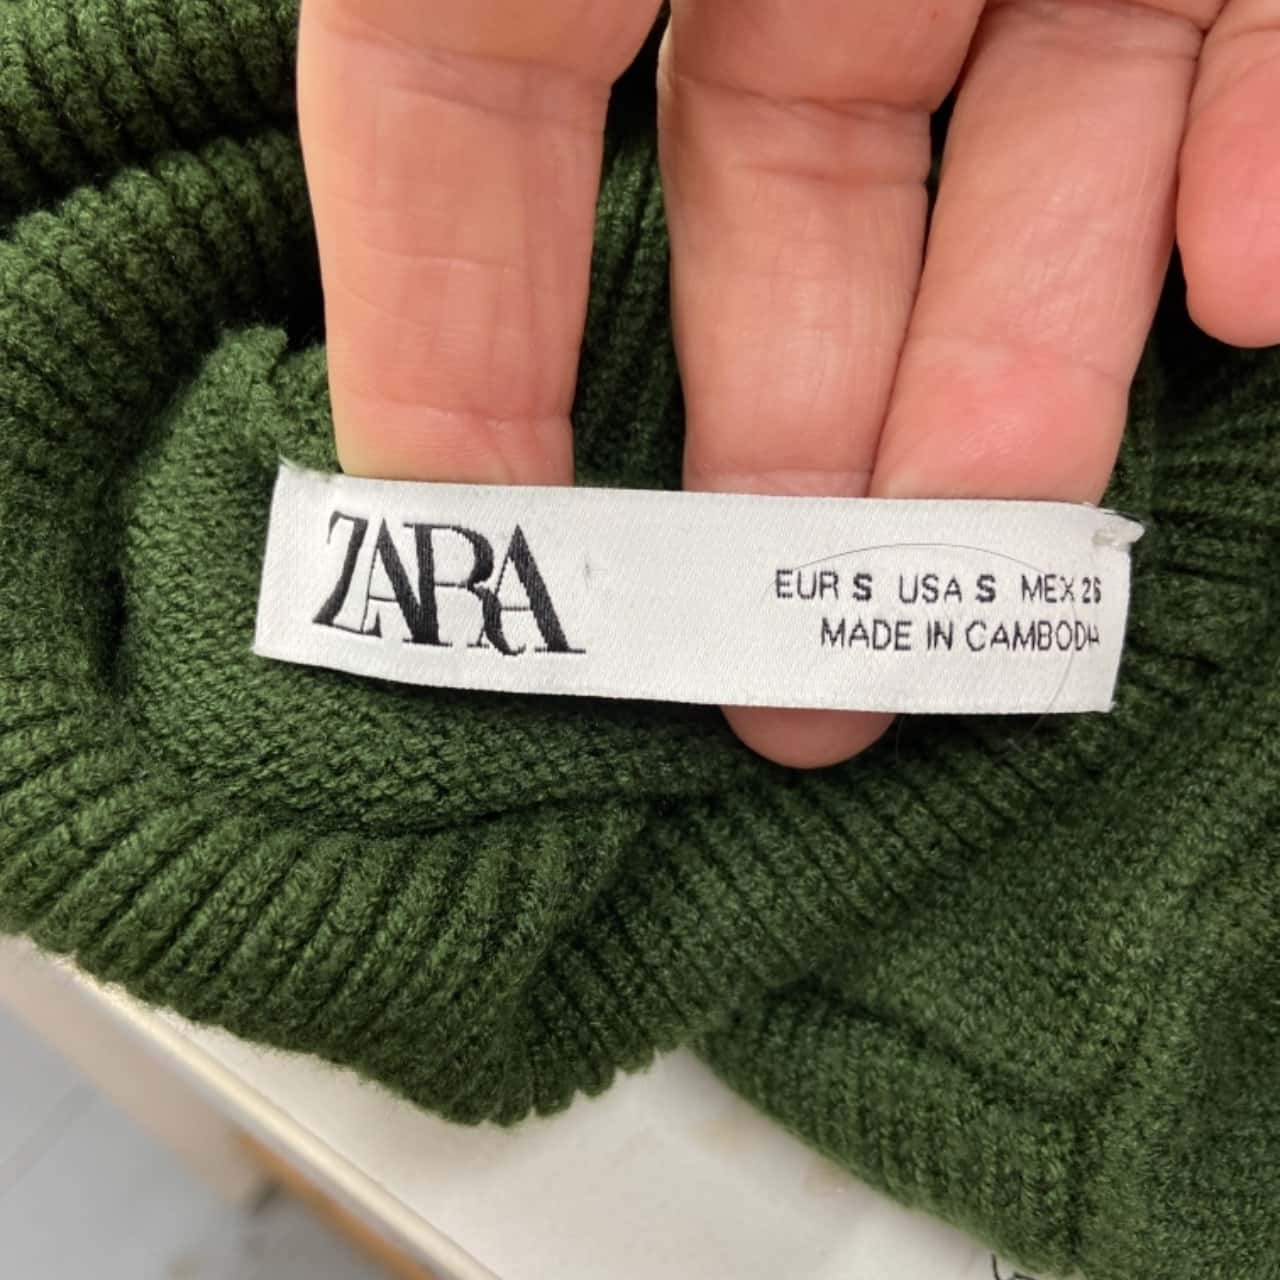 ZARA
EUR S USA S MEX 26
MADE IN CAMBODIA